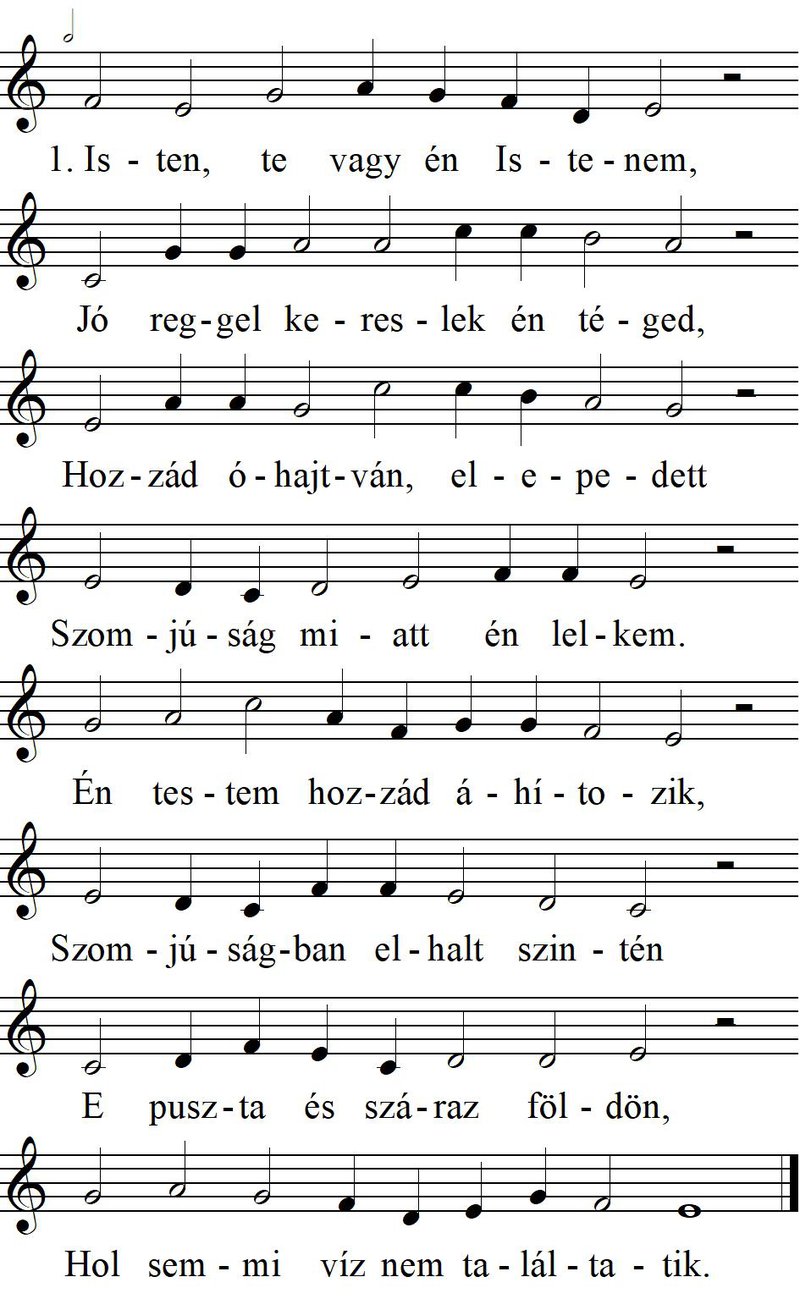 1. Is - ten, te vagy én Is - te - nem,
Jó reg - gel ke - res - lek én té - ged,
Hoz - zád ó - hajt - ván, el - e - pe - dett
Szom - jú - ság mi - att én lel - kem.
Én tes - tem hoz - zád á - hí - to - zik,
Szom - jú - ság - ban el - halt szin - tén
E pusz - ta és szá - raz föl - dön,
Hol sem - mi víz nem ta - lál - ta - tik.